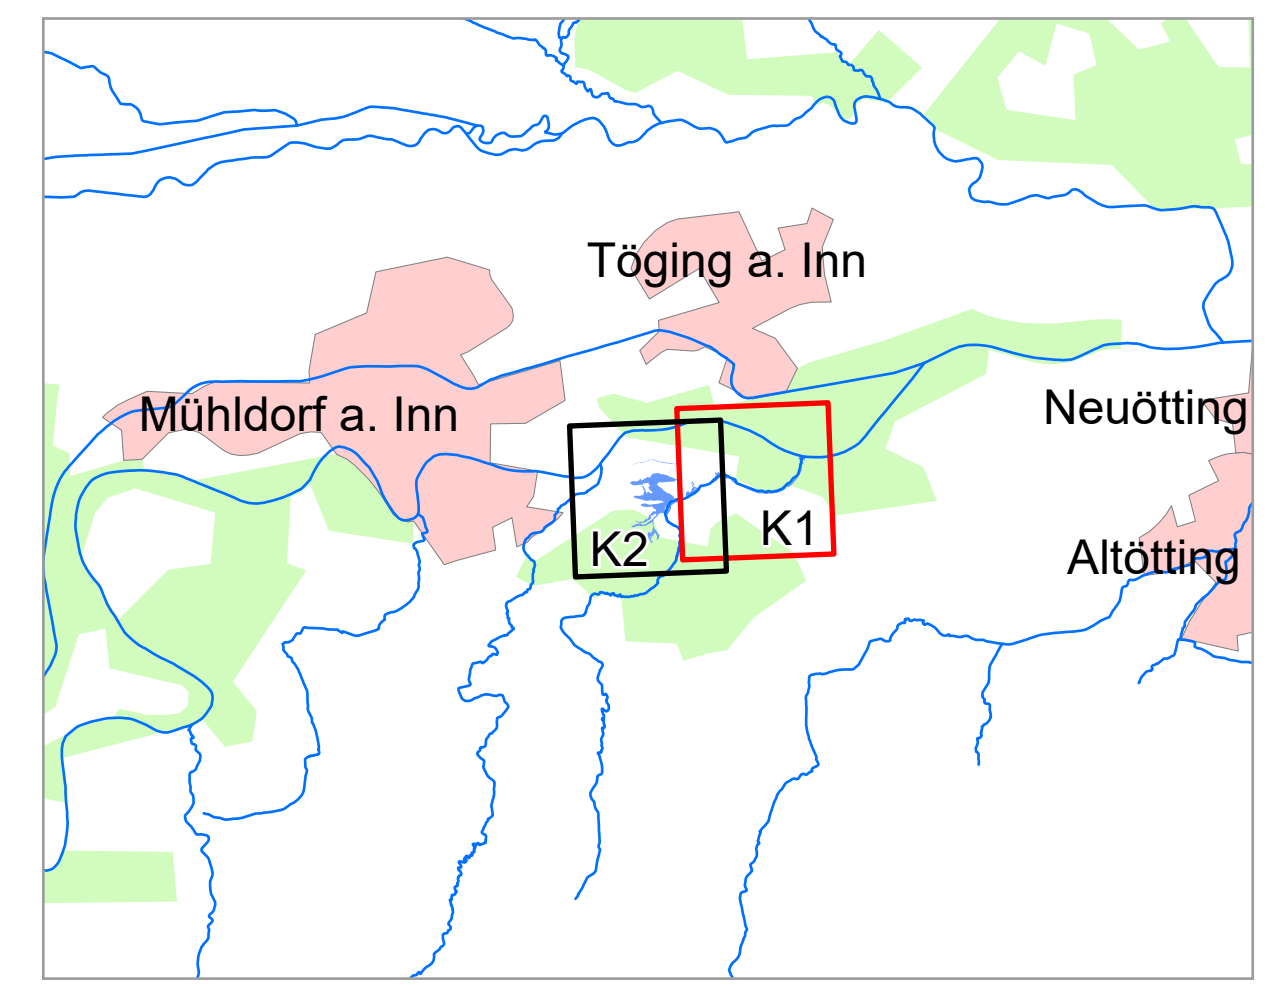 Töging a. Inn
Mühldorf a. Inn
Neuötting
K1
K2
Altötting